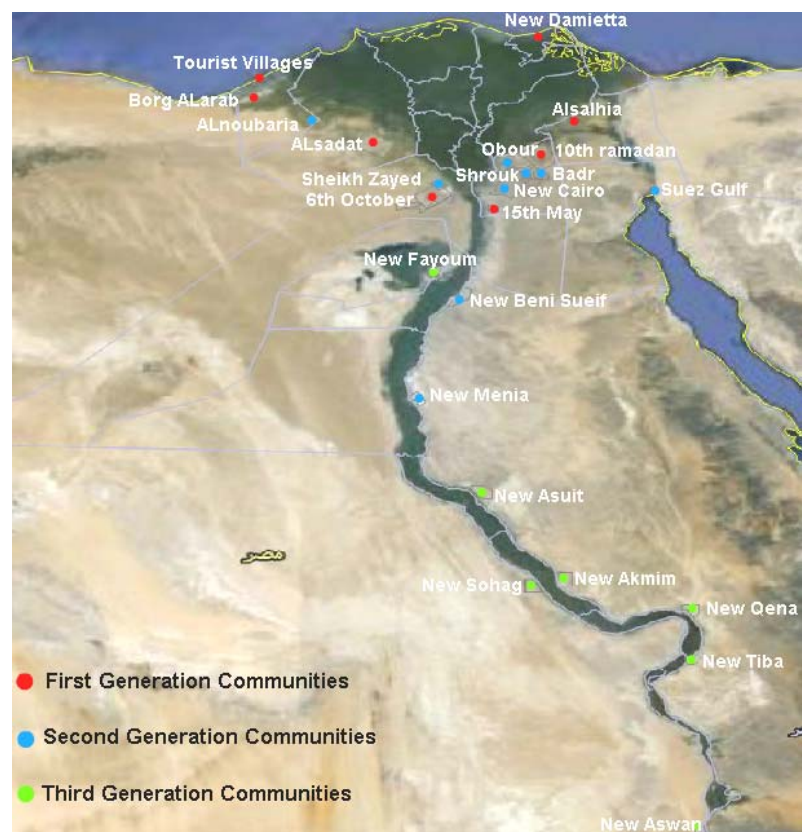 New Damietta
Tourist Villages
Borg ALarab
ALnoubaria
Alsalhia
ALsadat
Obour
10th ramadan
Shrouk
Badr
Sheikh Zayed
New Cairo
Suez Gulf
6th October
15th May
New Fayoum
New Beni Sueif
New Menia
New Asuit
مصر
New Akmim
New Sohag
New Qena
New Tiba
First Generation Communities
Second Generation Communities
Third Generation Communities
New Aswan